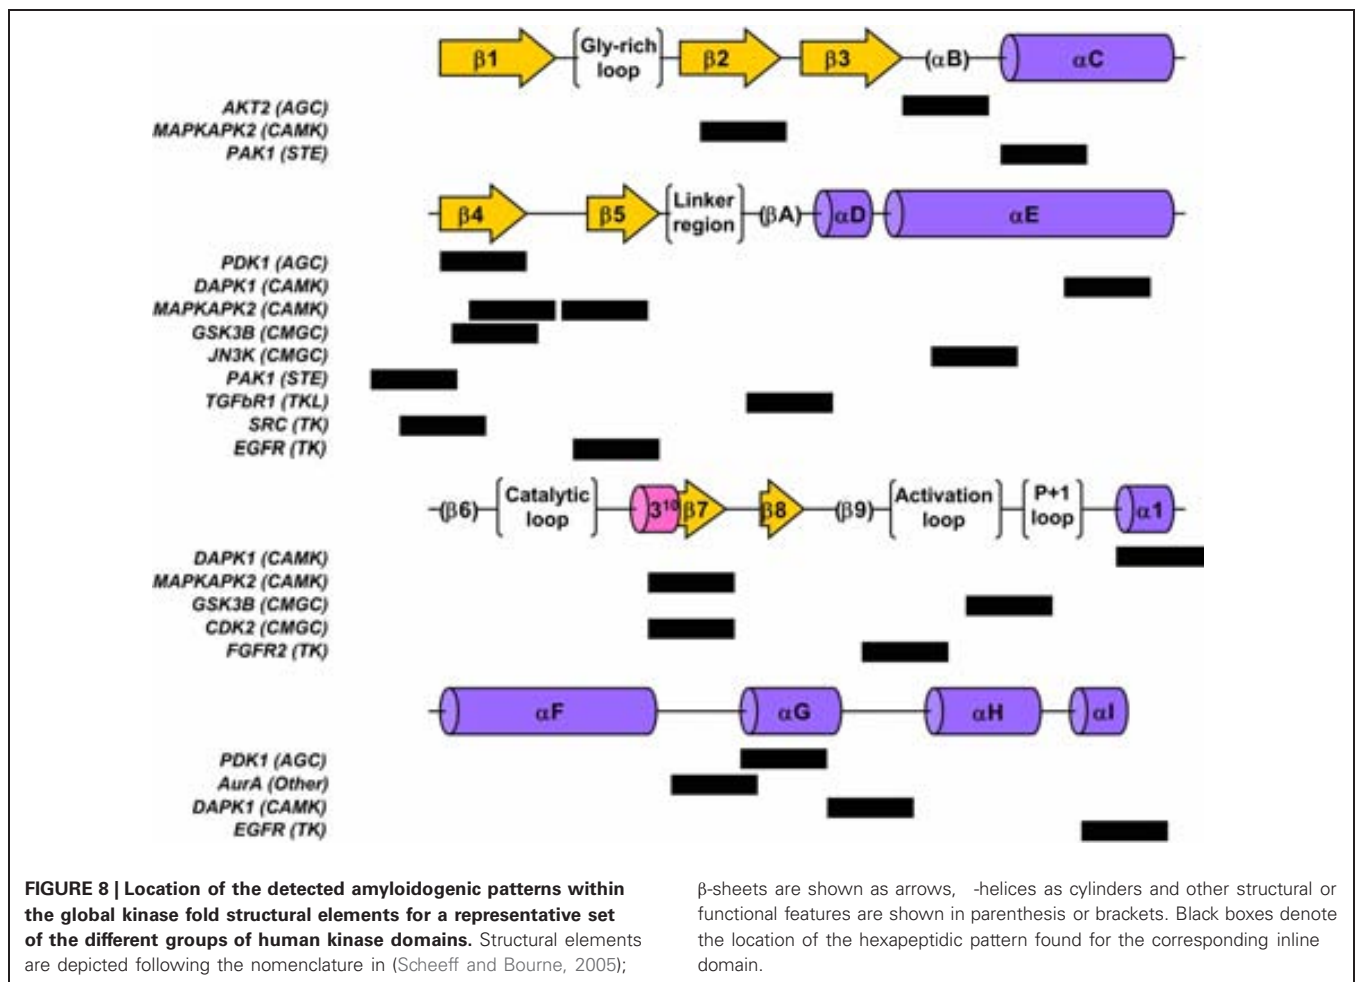 β1 Gly-rich loop β2 β3 (αB) αC
AKT2 (AGC)
MAPKAPK2 (CAMK)
PAK1 (STE)
β4 β5 Linker region (βA) αD αE
PDK1 (AGC)
DAPK1 (CAMK)
MAPKAPK2 (CAMK)
GSK3B (CMGC)
JN3K (CMGC)
PAK1 (STE)
TGFbR1 (TKL)
SRC (TK)
EGFR (TK)
(β6) Catalytic loop 3¹⁰ β7 β8 (β9) Activation loop P+1 loop α1
DAPK1 (CAMK)
MAPKAPK2 (CAMK)
GSK3B (CMGC)
CDK2 (CMGC)
FGFR2 (TK)
αF αG αH αI
PDK1 (AGC)
AurA (Other)
DAPK1 (CAMK)
EGFR (TK)
FIGURE 8 | Location of the detected amyloidogenic patterns within
the global kinase fold structural elements for a representative set
of the different groups of human kinase domains. Structural elements
are depicted following the nomenclature in (Scheeff and Bourne, 2005);
β-sheets are shown as arrows, -helices as cylinders and other structural or
functional features are shown in parenthesis or brackets. Black boxes denote
the location of the hexapeptidic pattern found for the corresponding inline
domain.